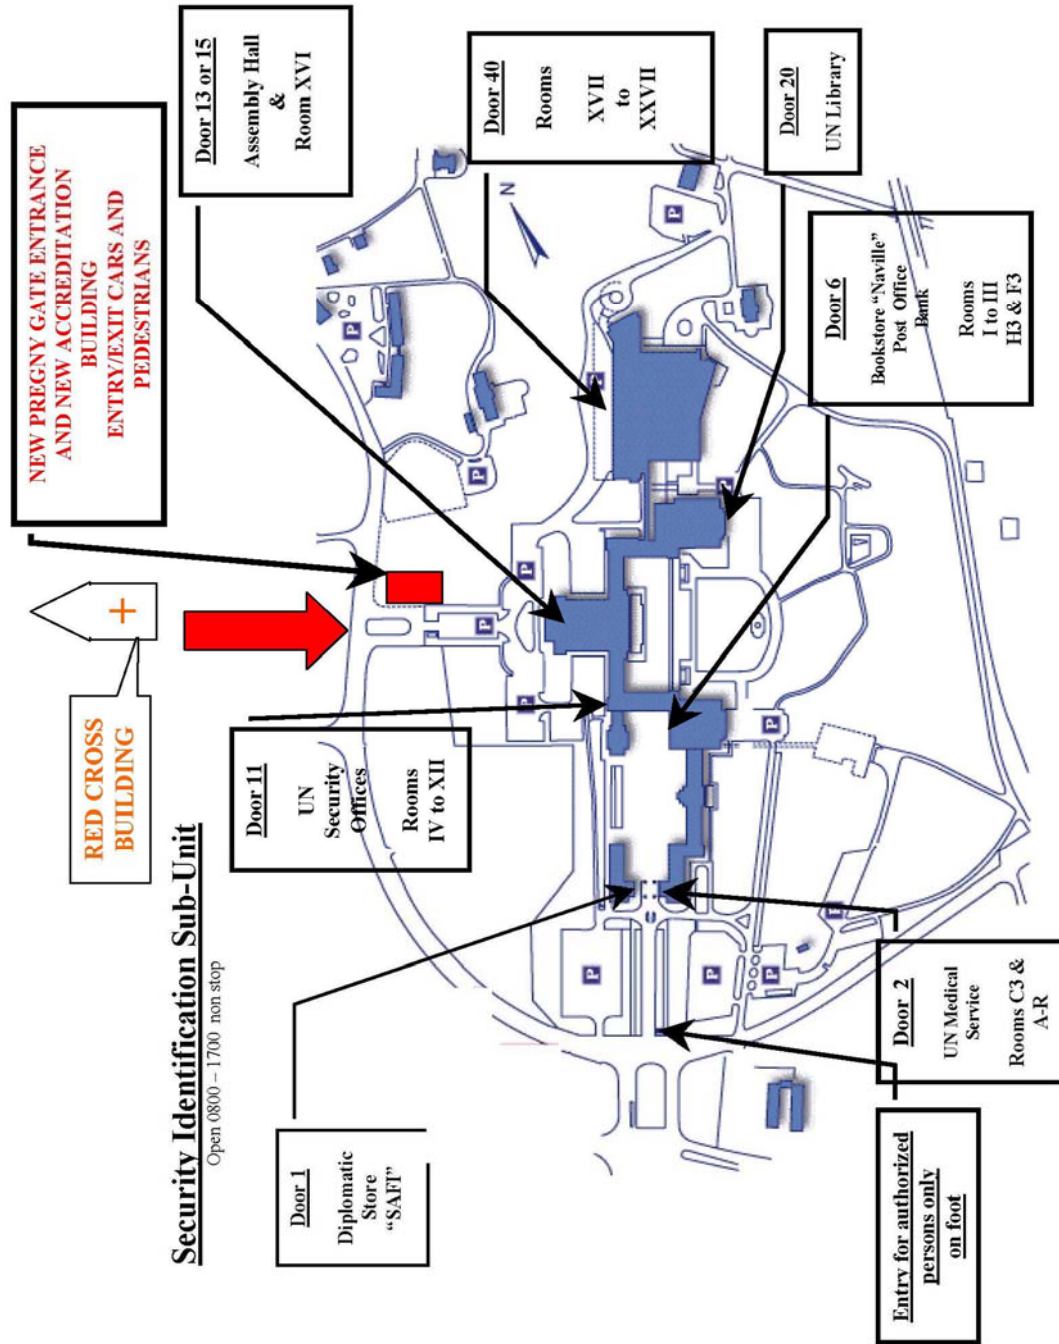 Security Identification Sub-Unit
Open 0800 – 1700 non stop
RED CROSS
BUILDING
NEW PREGNY GATE ENTRANCE
AND NEW ACCREDITATION
BUILDING
ENTRY/EXIT CARS AND
PEDESTRIANS
Door 1
Diplomatic
Store
“SAFI”
Door 11
UN
Security
Offices
Rooms
IV to XII
Door 13 or 15
Assembly Hall
&
Room XVI
Door 40
Rooms
XVII
to
XXVII
Door 20
UN Library
Door 6
Bookstore “Naville”
Post Office
Bank
Rooms
I to III
H3 & F3
Door 2
UN Medical
Service
Rooms C3 &
A-R
Entry for authorized
persons only
on foot
N
P
P
P
P
P
P
P
P
P
P
P
P
P
P